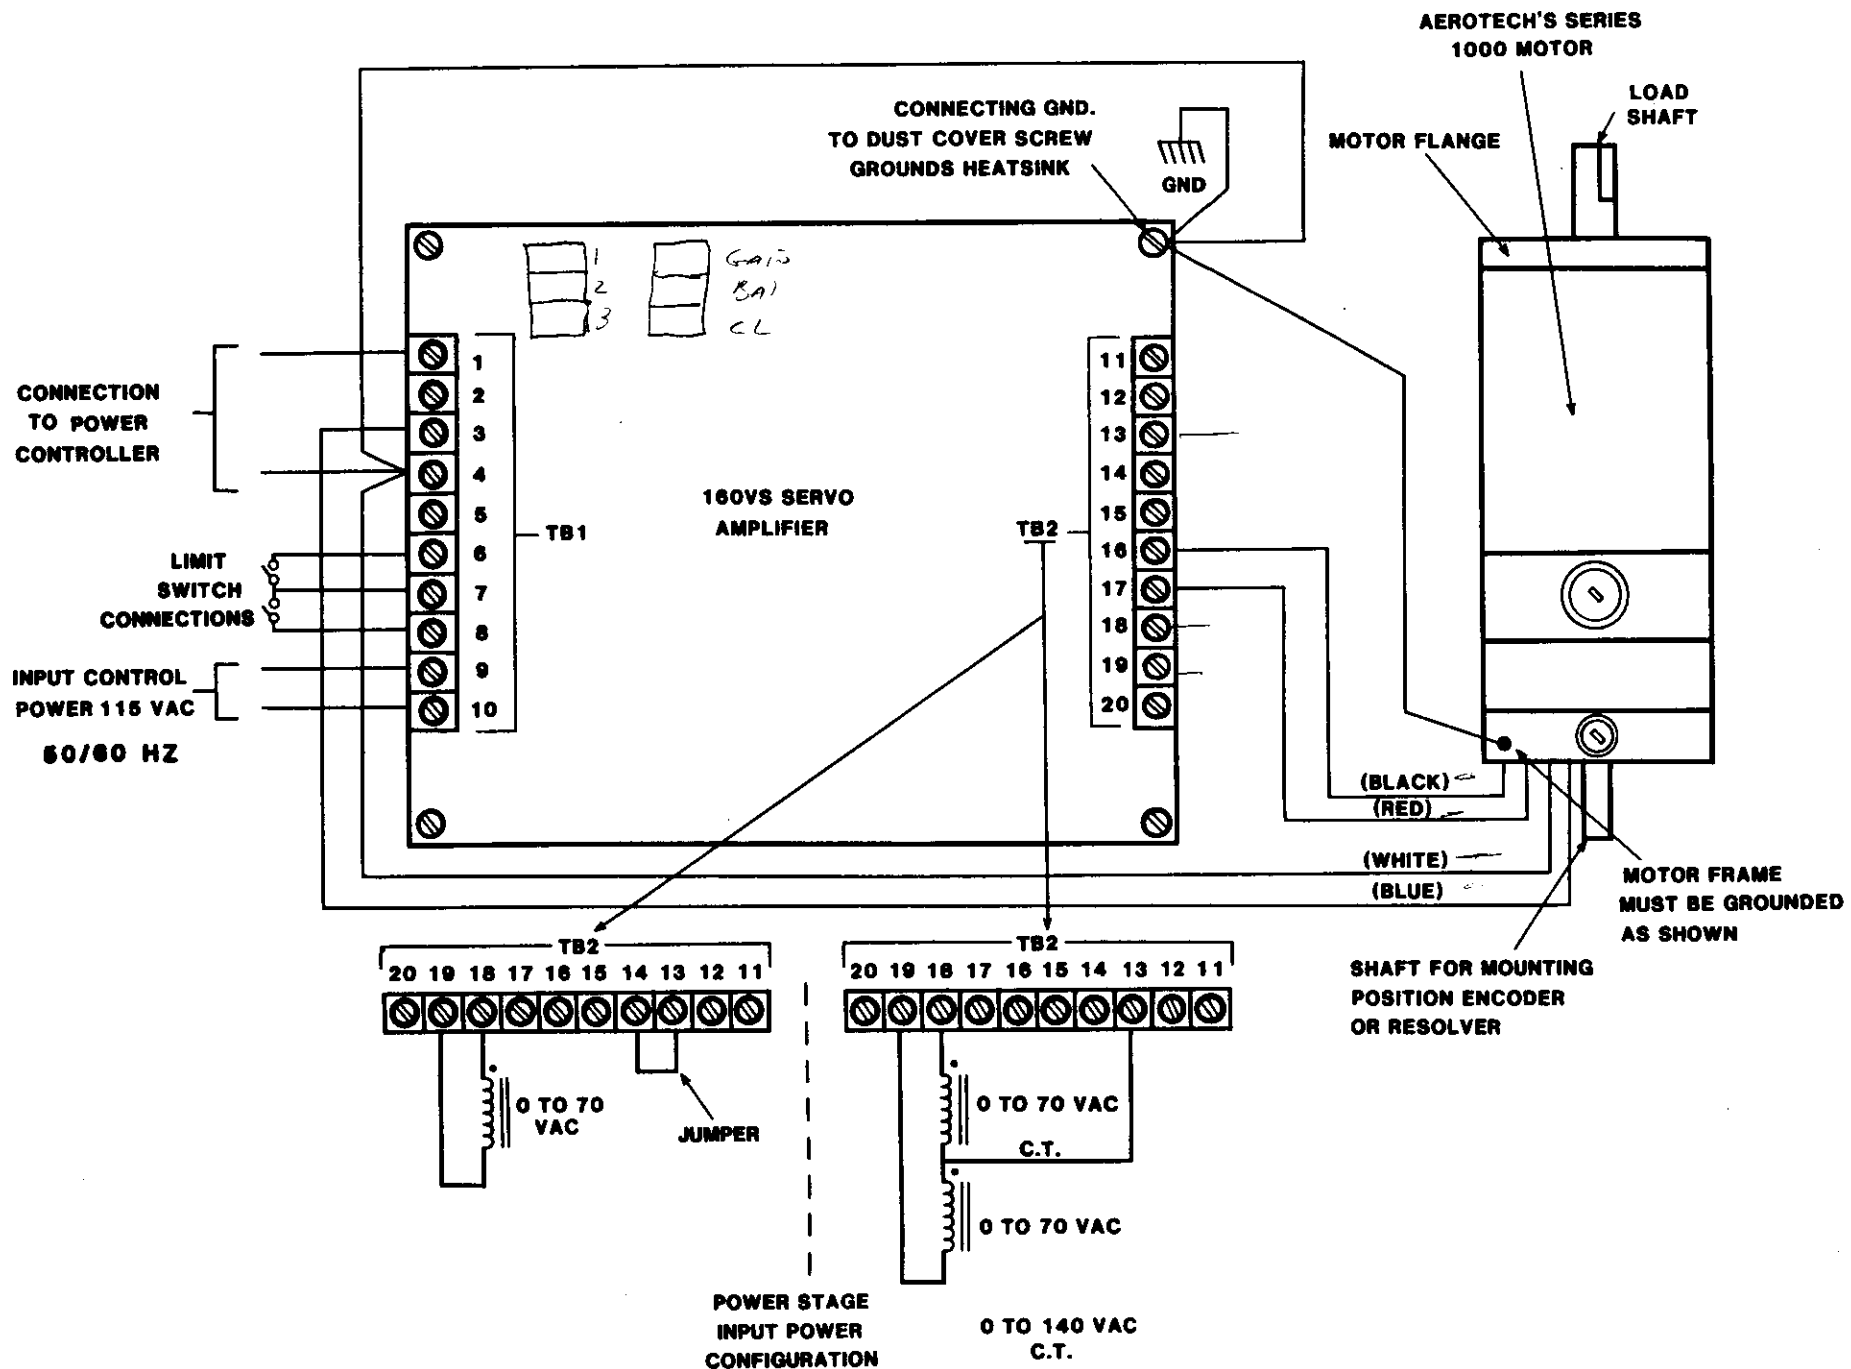 AEROTECH'S SERIES
1000 MOTOR
LOAD
SHAFT
MOTOR FLANGE
CONNECTING GND.
TO DUST COVER SCREW
GROUNDS HEATSINK
GND
1
2
3
GAIN
BAL
CL
CONNECTION
TO POWER
CONTROLLER
LIMIT
SWITCH
CONNECTIONS
INPUT CONTROL
POWER 115 VAC
50/60 HZ
1
2
3
4
5
6
7
8
9
10
TB1
160VS SERVO
AMPLIFIER
TB2
11
12
13
14
15
16
17
18
19
20
(BLACK)
(RED)
(WHITE)
(BLUE)
MOTOR FRAME
MUST BE GROUNDED
AS SHOWN
SHAFT FOR MOUNTING
POSITION ENCODER
OR RESOLVER
TB2
20 19 18 17 16 15 14 13 12 11
0 TO 70
VAC
JUMPER
TB2
20 19 18 17 16 15 14 13 12 11
0 TO 70 VAC
C.T.
0 TO 70 VAC
POWER STAGE
INPUT POWER
CONFIGURATION
0 TO 140 VAC
C.T.